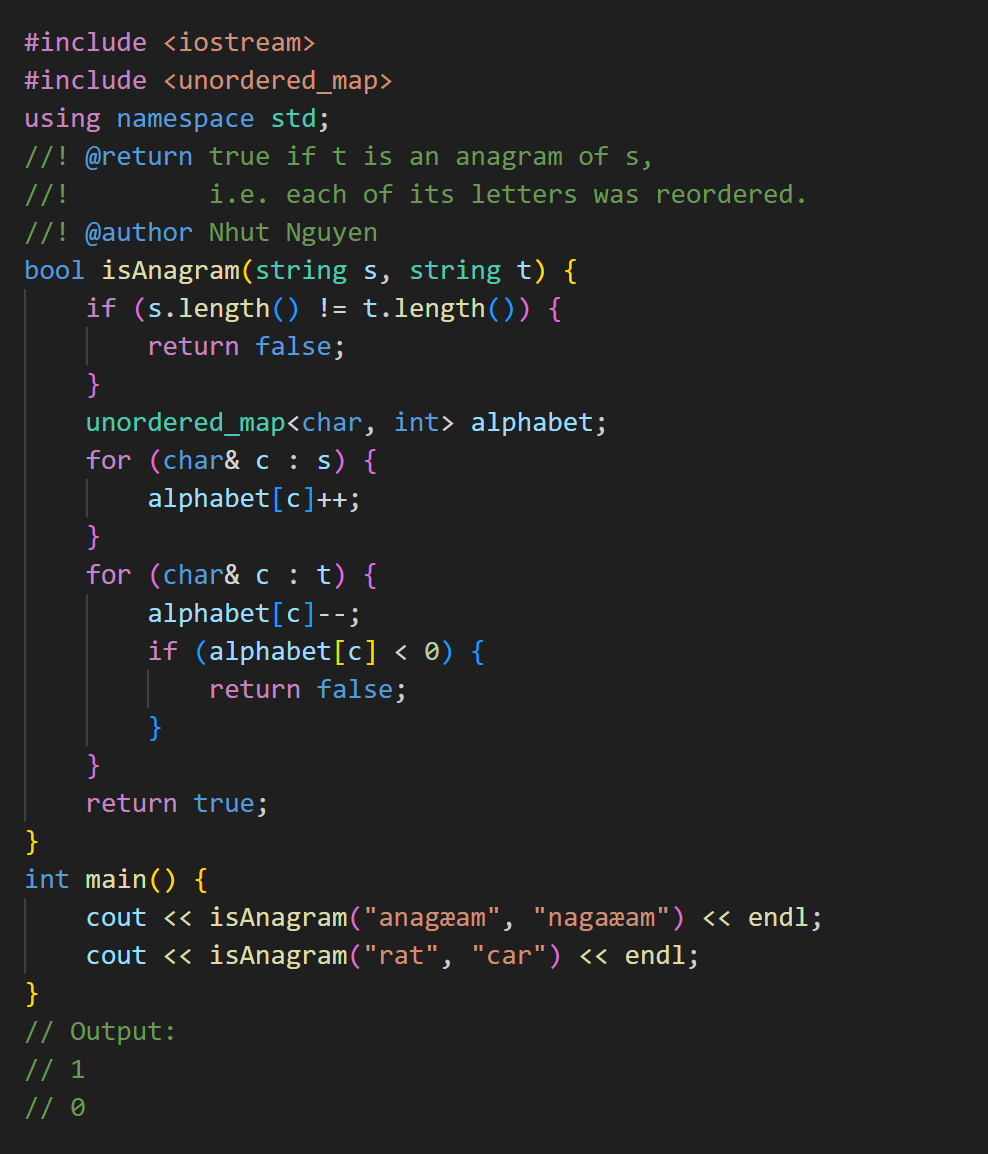 #include <iostream>
#include <unordered_map>
using namespace std;
//! @return true if t is an anagram of s,
//!         i.e. each of its letters was reordered.
//! @author Nhut Nguyen
bool isAnagram(string s, string t) {
    if (s.length() != t.length()) {
        return false;
    }
    unordered_map<char, int> alphabet;
    for (char& c : s) {
        alphabet[c]++;
    }
    for (char& c : t) {
        alphabet[c]--;
        if (alphabet[c] < 0) {
            return false;
        }
    }
    return true;
}
int main() {
    cout << isAnagram("anagæam", "nagaæam") << endl;
    cout << isAnagram("rat", "car") << endl;
}
// Output:
// 1
// 0